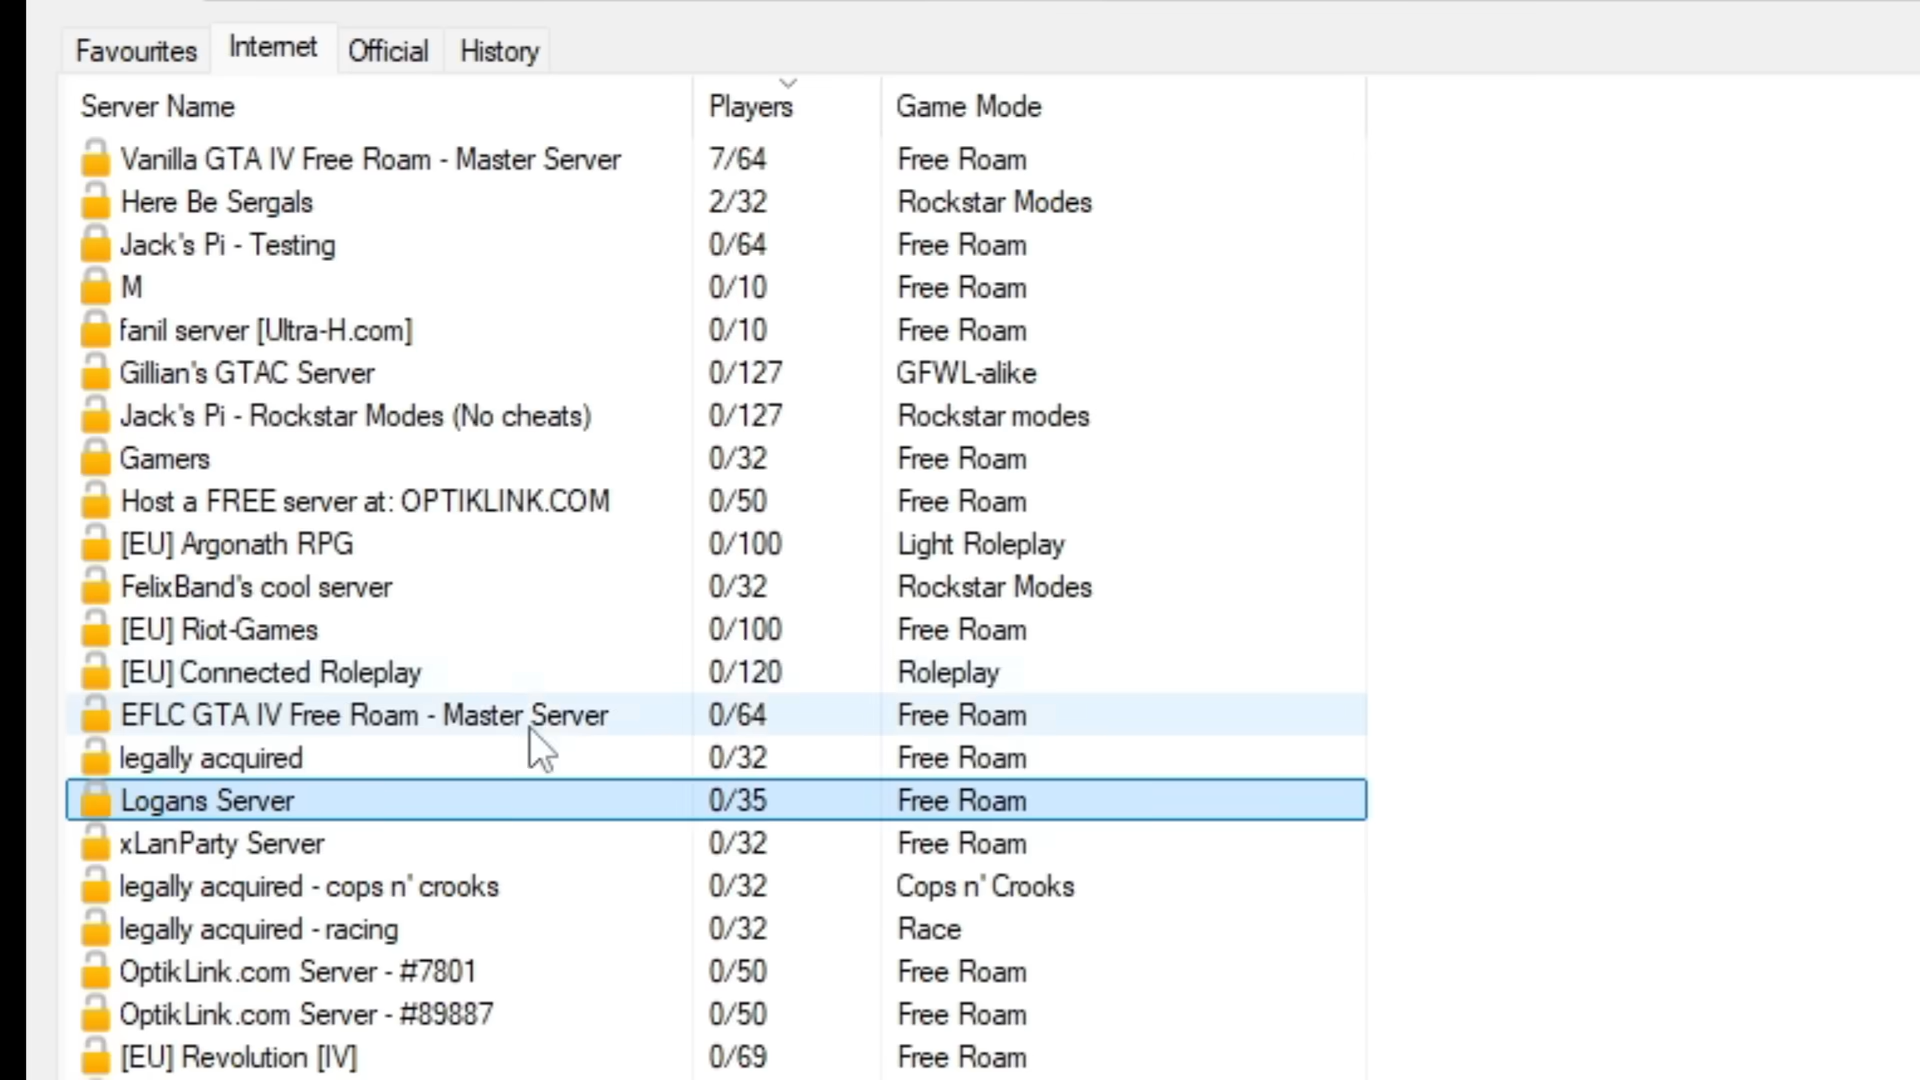 Favourites Internet Official History
Server Name Players Game Mode
Vanilla GTA IV Free Roam - Master Server 7/64 Free Roam
Here Be Sergals 2/32 Rockstar Modes
Jack's Pi - Testing 0/64 Free Roam
M 0/10 Free Roam
fanil server [Ultra-H.com] 0/10 Free Roam
Gillian's GTAC Server 0/127 GFWL-alike
Jack's Pi - Rockstar Modes (No cheats) 0/127 Rockstar modes
Gamers 0/32 Free Roam
Host a FREE server at: OPTIKLINK.COM 0/50 Free Roam
[EU] Argonath RPG 0/100 Light Roleplay
FelixBand's cool server 0/32 Rockstar Modes
[EU] Riot-Games 0/100 Free Roam
[EU] Connected Roleplay 0/120 Roleplay
EFLC GTA IV Free Roam - Master Server 0/64 Free Roam
legally acquired 0/32 Free Roam
Logans Server 0/35 Free Roam
xLanParty Server 0/32 Free Roam
legally acquired - cops n' crooks 0/32 Cops n' Crooks
legally acquired - racing 0/32 Race
OptikLink.com Server - #7801 0/50 Free Roam
OptikLink.com Server - #89887 0/50 Free Roam
[EU] Revolution [IV] 0/69 Free Roam